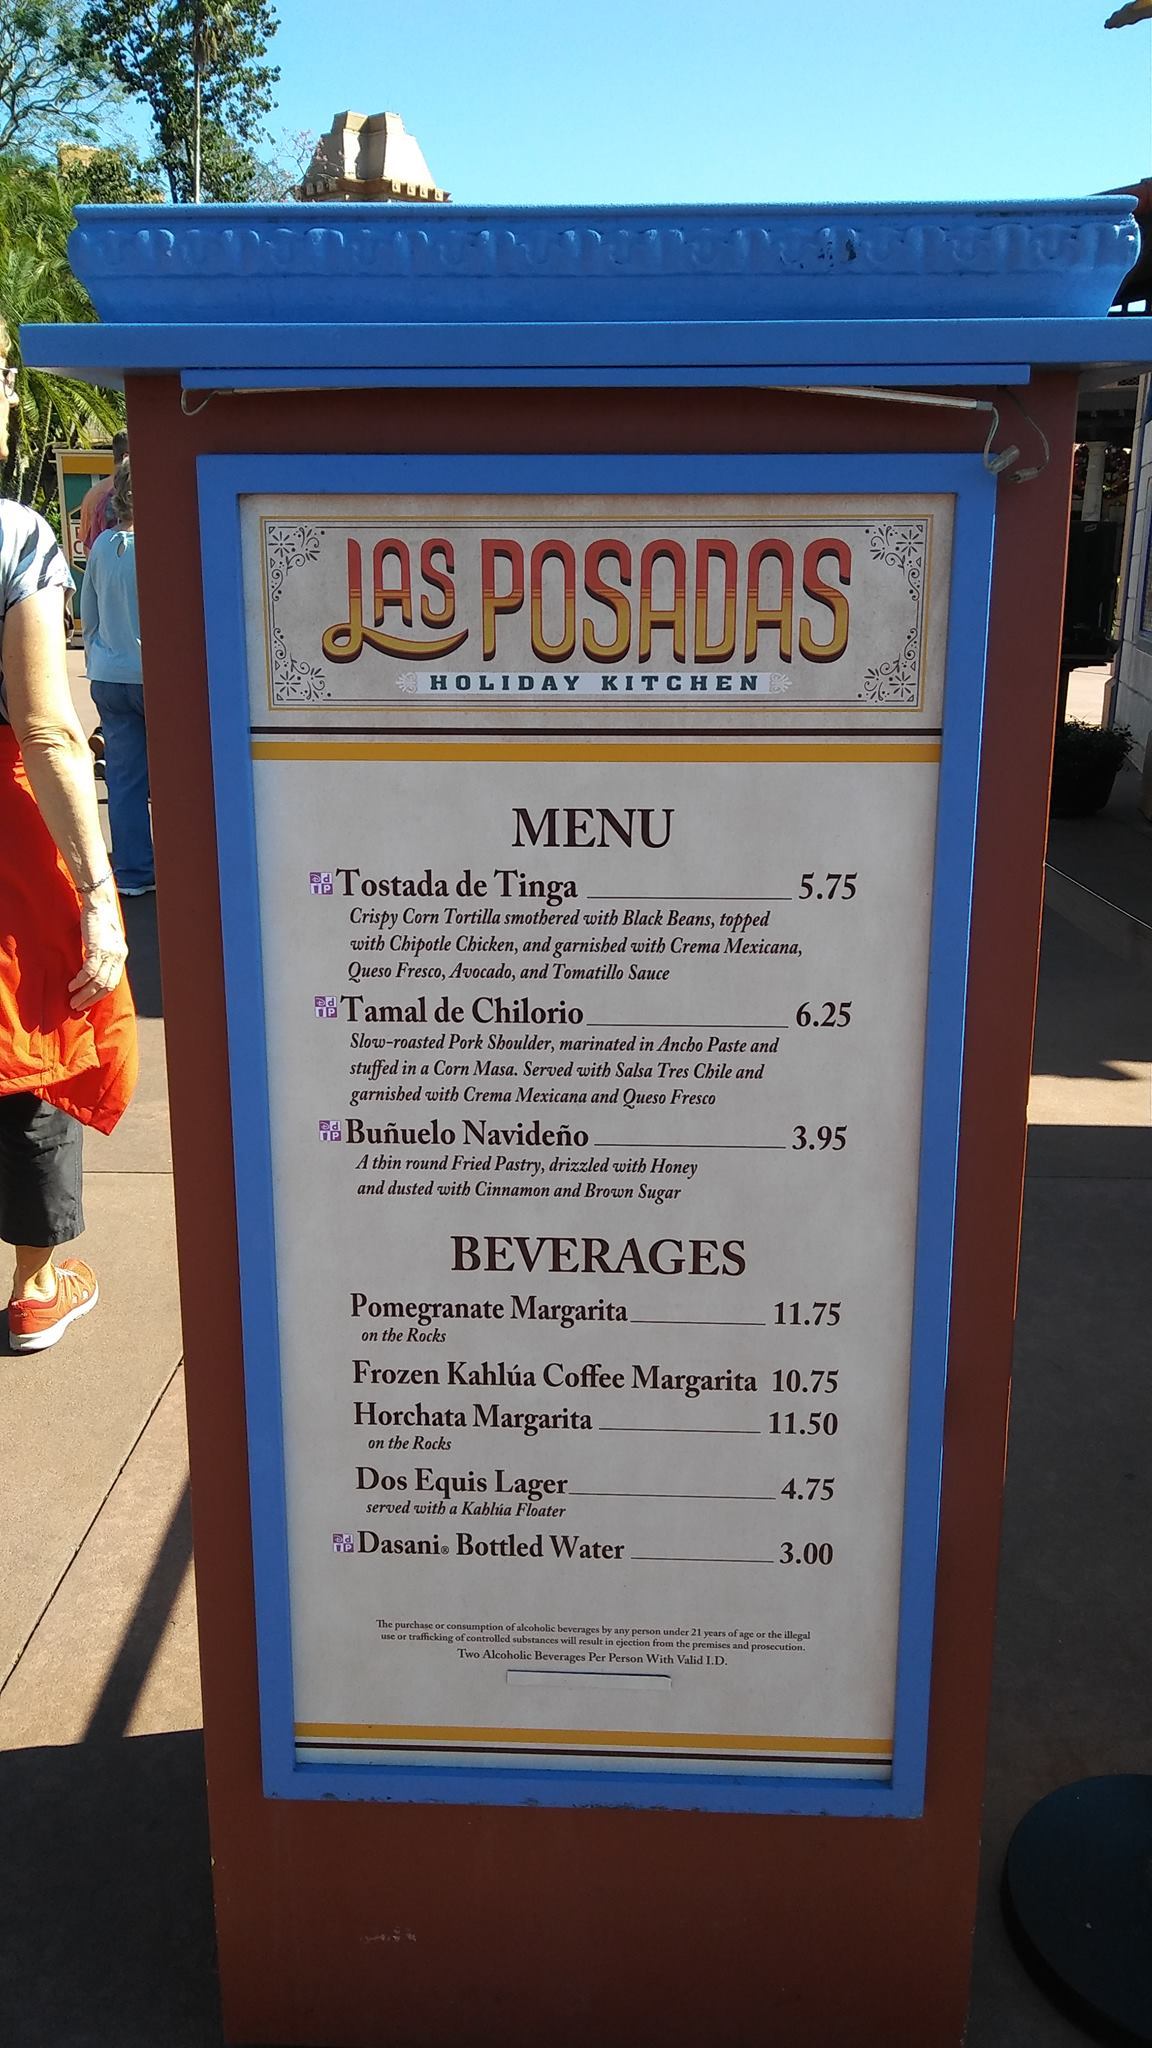 LAS POSADAS
HOLIDAY KITCHEN
MENU
Tostada de Tinga 5.75
Crispy Corn Tortilla smothered with Black Beans, topped
with Chipotle Chicken, and garnished with Crema Mexicana,
Queso Fresco, Avocado, and Tomatillo Sauce
Tamal de Chilorio 6.25
Slow-roasted Pork Shoulder, marinated in Ancho Paste and
stuffed in a Corn Masa. Served with Salsa Tres Chile and
garnished with Crema Mexicana and Queso Fresco
Buñuelo Navideño 3.95
A thin round Fried Pastry, drizzled with Honey
and dusted with Cinnamon and Brown Sugar
BEVERAGES
Pomegranate Margarita 11.75
on the Rocks
Frozen Kahlúa Coffee Margarita 10.75
Horchata Margarita 11.50
on the Rocks
Dos Equis Lager 4.75
served with a Kahlúa Floater
Dasani® Bottled Water 3.00
The purchase or consumption of alcoholic beverages by any person under 21 years of age or the illegal
use or trafficking of controlled substances will result in ejection from the premises and prosecution.
Two Alcoholic Beverages Per Person With Valid I.D.